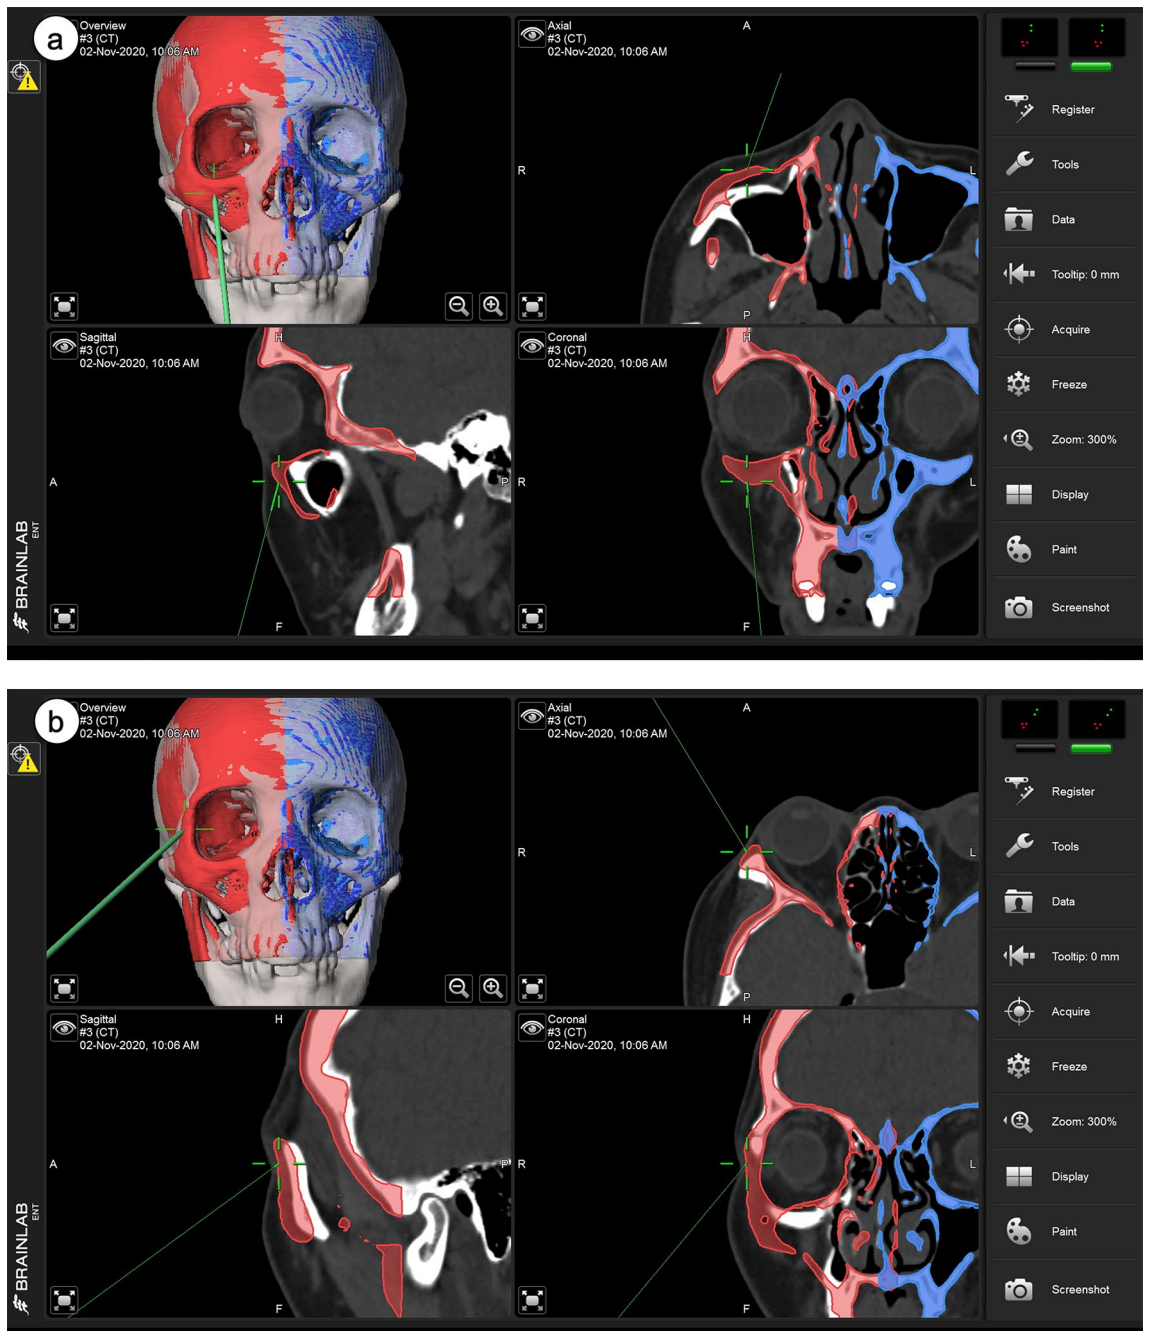 a
Overview
#3 (CT)
02-Nov-2020, 10:06 AM
Axial
#3 (CT)
02-Nov-2020, 10:06 AM
A
R
L
P
Sagittal
#3 (CT)
02-Nov-2020, 10:06 AM
H
A
P
F
Coronal
#3 (CT)
02-Nov-2020, 10:06 AM
H
R
L
F
Register
Tools
Data
Tooltip: 0 mm
Acquire
Freeze
Zoom: 300%
Display
Paint
Screenshot
BRAINLAB
ENT
b
Overview
#3 (CT)
02-Nov-2020, 10:06 AM
Axial
#3 (CT)
02-Nov-2020, 10:06 AM
A
R
L
P
Sagittal
#3 (CT)
02-Nov-2020, 10:06 AM
H
A
P
F
Coronal
#3 (CT)
02-Nov-2020, 10:06 AM
H
R
L
F
Register
Tools
Data
Tooltip: 0 mm
Acquire
Freeze
Zoom: 300%
Display
Paint
Screenshot
BRAINLAB
ENT